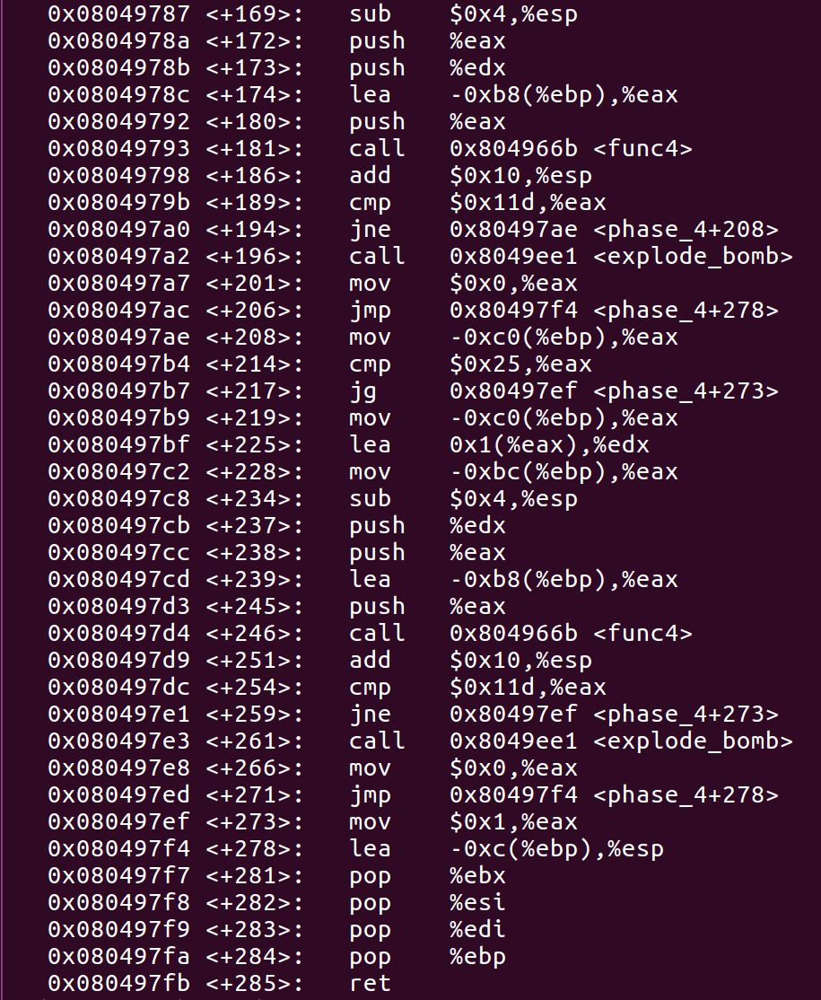 0x08049787 <+169>: sub $0x4,%esp
0x0804978a <+172>: push %eax
0x0804978b <+173>: push %edx
0x0804978c <+174>: lea -0xb8(%ebp),%eax
0x08049792 <+180>: push %eax
0x08049793 <+181>: call 0x804966b <func4>
0x08049798 <+186>: add $0x10,%esp
0x0804979b <+189>: cmp $0x11d,%eax
0x080497a0 <+194>: jne 0x80497ae <phase_4+208>
0x080497a2 <+196>: call 0x8049ee1 <explode_bomb>
0x080497a7 <+201>: mov $0x0,%eax
0x080497ac <+206>: jmp 0x80497f4 <phase_4+278>
0x080497ae <+208>: mov -0xc0(%ebp),%eax
0x080497b4 <+214>: cmp $0x25,%eax
0x080497b7 <+217>: jg 0x80497ef <phase_4+273>
0x080497b9 <+219>: mov -0xc0(%ebp),%eax
0x080497bf <+225>: lea 0x1(%eax),%edx
0x080497c2 <+228>: mov -0xbc(%ebp),%eax
0x080497c8 <+234>: sub $0x4,%esp
0x080497cb <+237>: push %edx
0x080497cc <+238>: push %eax
0x080497cd <+239>: lea -0xb8(%ebp),%eax
0x080497d3 <+245>: push %eax
0x080497d4 <+246>: call 0x804966b <func4>
0x080497d9 <+251>: add $0x10,%esp
0x080497dc <+254>: cmp $0x11d,%eax
0x080497e1 <+259>: jne 0x80497ef <phase_4+273>
0x080497e3 <+261>: call 0x8049ee1 <explode_bomb>
0x080497e8 <+266>: mov $0x0,%eax
0x080497ed <+271>: jmp 0x80497f4 <phase_4+278>
0x080497ef <+273>: mov $0x1,%eax
0x080497f4 <+278>: lea -0xc(%ebp),%esp
0x080497f7 <+281>: pop %ebx
0x080497f8 <+282>: pop %esi
0x080497f9 <+283>: pop %edi
0x080497fa <+284>: pop %ebp
0x080497fb <+285>: ret